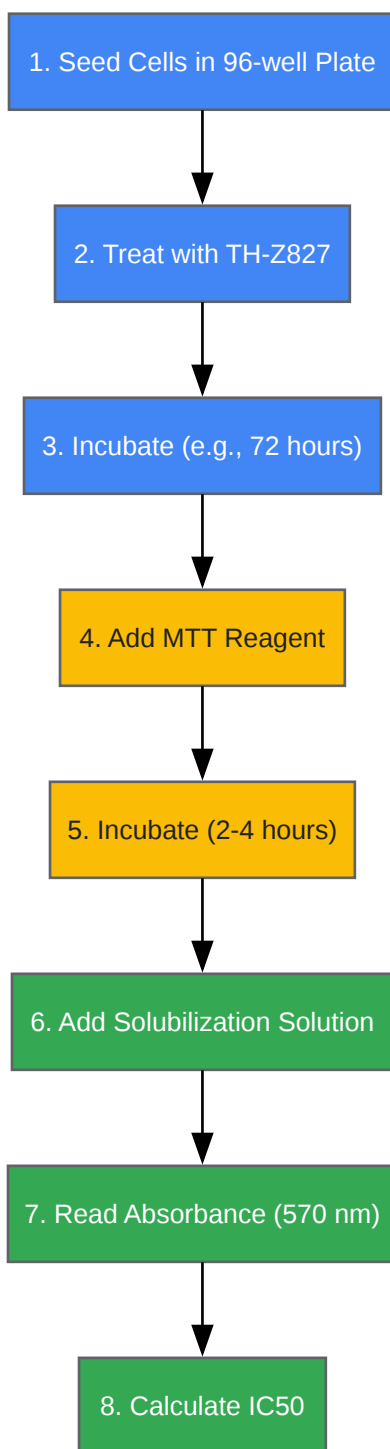 1. Seed Cells in 96-well Plate
2. Treat with TH-Z827
3. Incubate (e.g., 72 hours)
4. Add MTT Reagent
5. Incubate (2-4 hours)
6. Add Solubilization Solution
7. Read Absorbance (570 nm)
8. Calculate IC50